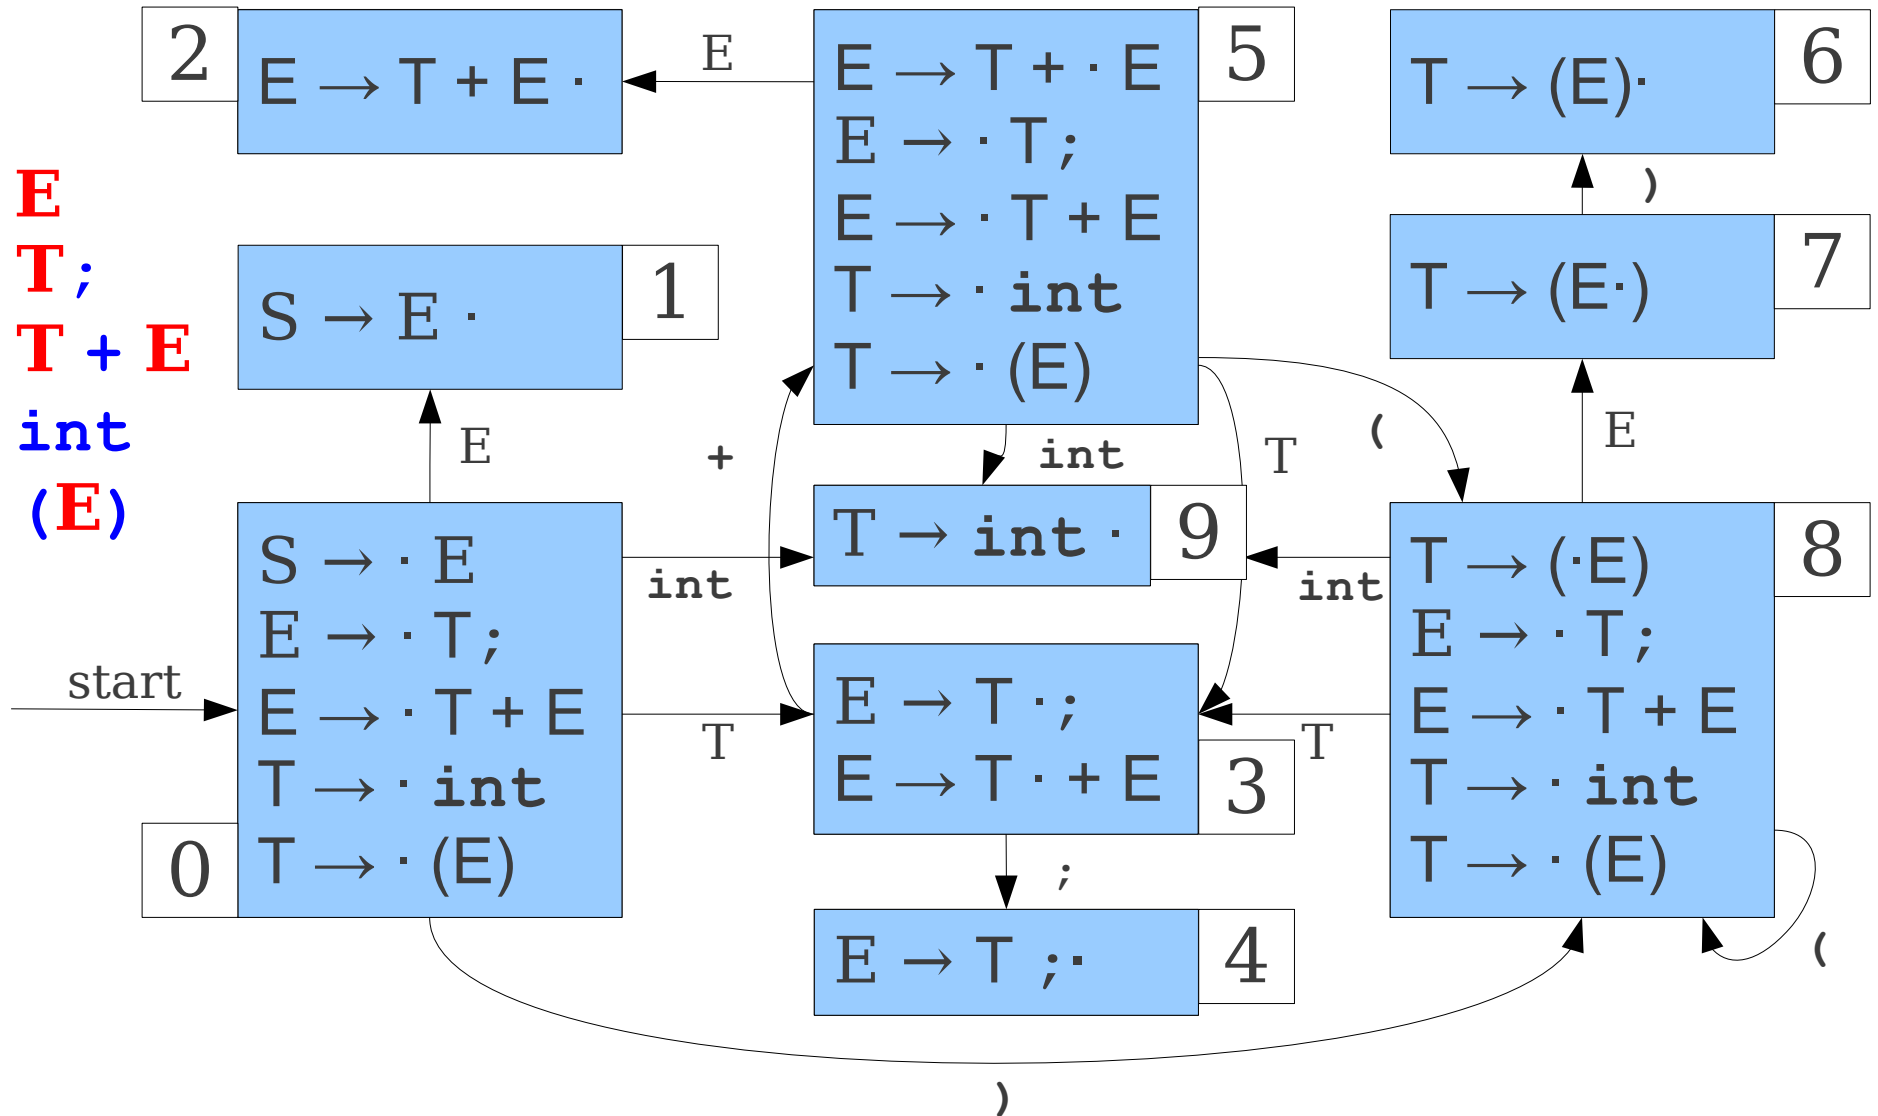 E
T ;
T + E
int
(E)
start
0
S → · E
E → · T ;
E → · T + E
T → · int
T → · (E)
E
1
S → E ·
2
E → T + E ·
E
5
E → T + · E
E → · T ;
E → · T + E
T → · int
T → · (E)
+
int
T
(
int
9
T → int ·
int
T
3
E → T · ;
E → T · + E
T
;
4
E → T ; ·
6
T → (E)·
)
7
T → (E·)
E
8
T → (·E)
E → · T ;
E → · T + E
T → · int
T → · (E)
(
)